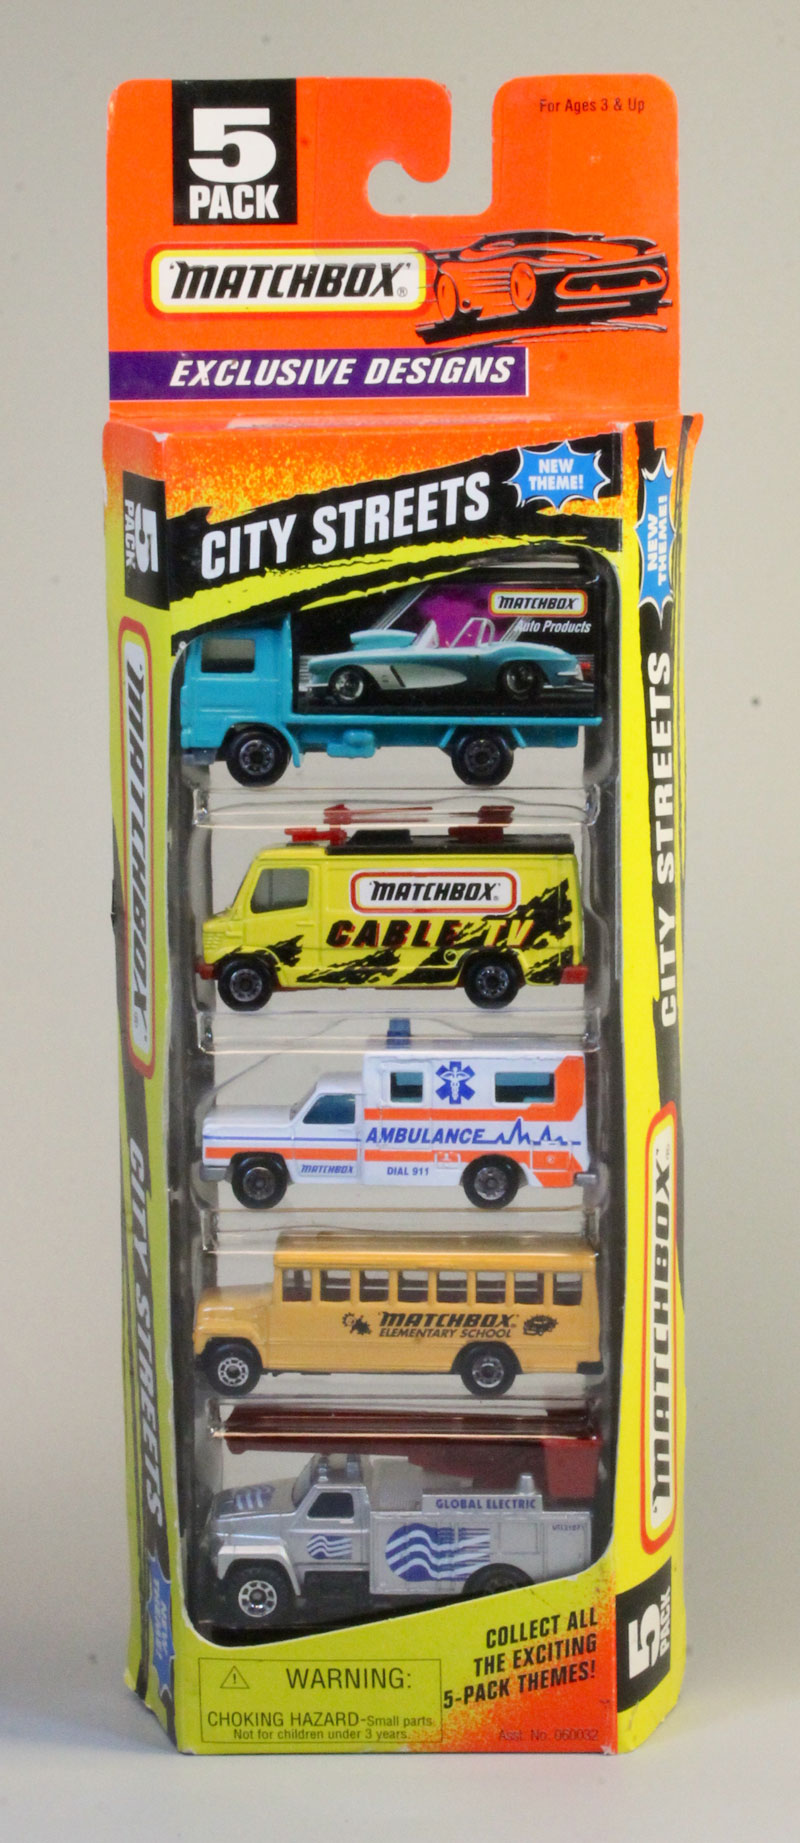 5
PACK
For Ages 3 & Up
MATCHBOX®
EXCLUSIVE DESIGNS
CITY STREETS
NEW
THEME!
5
PACK
NEW
THEME!
MATCHBOX
Auto Products
MATCHBOX
CITY STREETS
MATCHBOX
CABLE TV
AMBULANCE
MATCHBOX
DIAL 911
MATCHBOX
ELEMENTARY SCHOOL
CITY STREETS
MATCHBOX
GLOBAL ELECTRIC
NEW
THEME!
5
PACK
COLLECT ALL
THE EXCITING
5-PACK THEMES!
WARNING:
CHOKING HAZARD-Small parts.
Not for children under 3 years.
Asst. No. 060032